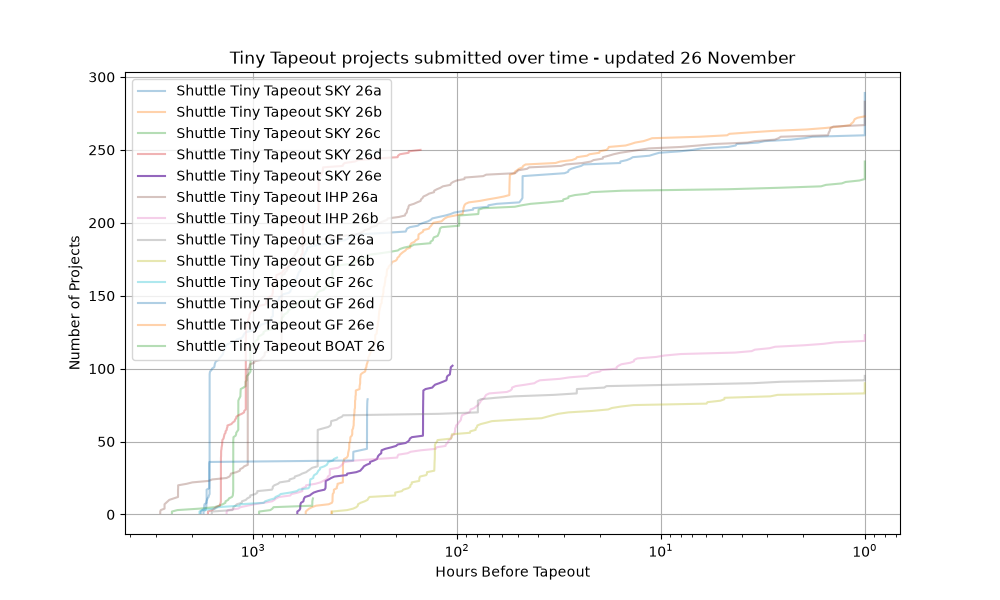 Tiny Tapeout projects submitted over time - updated 26 November
300
250
200
150
100
50
0
Number of Projects
Shuttle Tiny Tapeout SKY 26a
Shuttle Tiny Tapeout SKY 26b
Shuttle Tiny Tapeout SKY 26c
Shuttle Tiny Tapeout SKY 26d
Shuttle Tiny Tapeout SKY 26e
Shuttle Tiny Tapeout IHP 26a
Shuttle Tiny Tapeout IHP 26b
Shuttle Tiny Tapeout GF 26a
Shuttle Tiny Tapeout GF 26b
Shuttle Tiny Tapeout GF 26c
Shuttle Tiny Tapeout GF 26d
Shuttle Tiny Tapeout GF 26e
Shuttle Tiny Tapeout BOAT 26
10³ 10² 10¹ 10⁰
Hours Before Tapeout